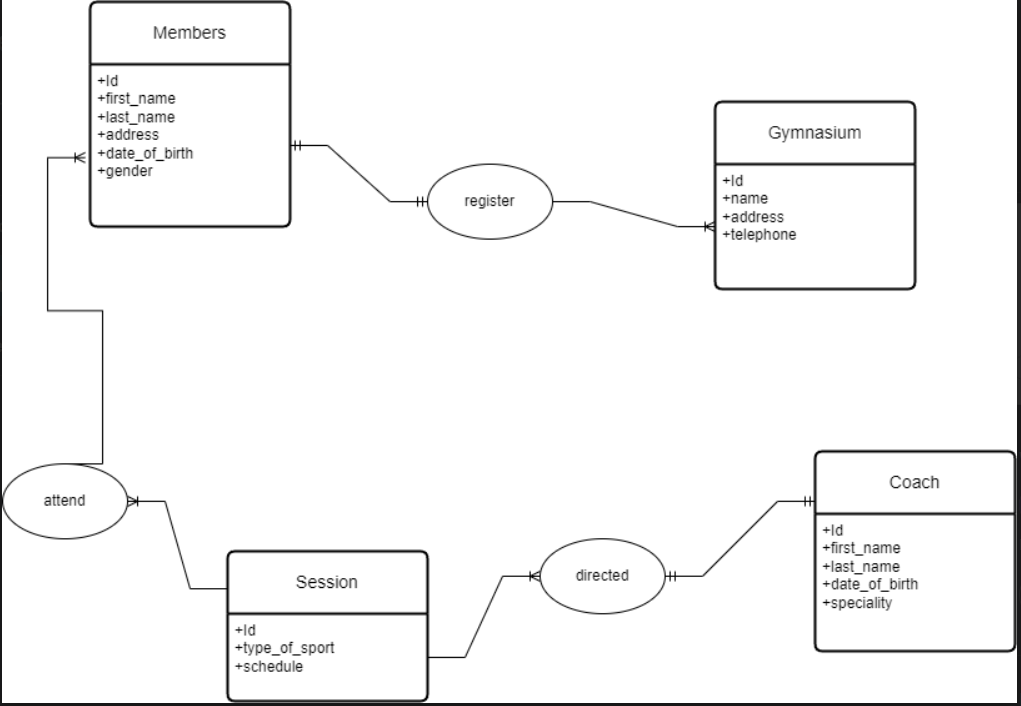 Members
+Id
+first_name
+last_name
+address
+date_of_birth
+gender
register
Gymnasium
+Id
+name
+address
+telephone
attend
Session
+Id
+type_of_sport
+schedule
directed
Coach
+Id
+first_name
+last_name
+date_of_birth
+speciality